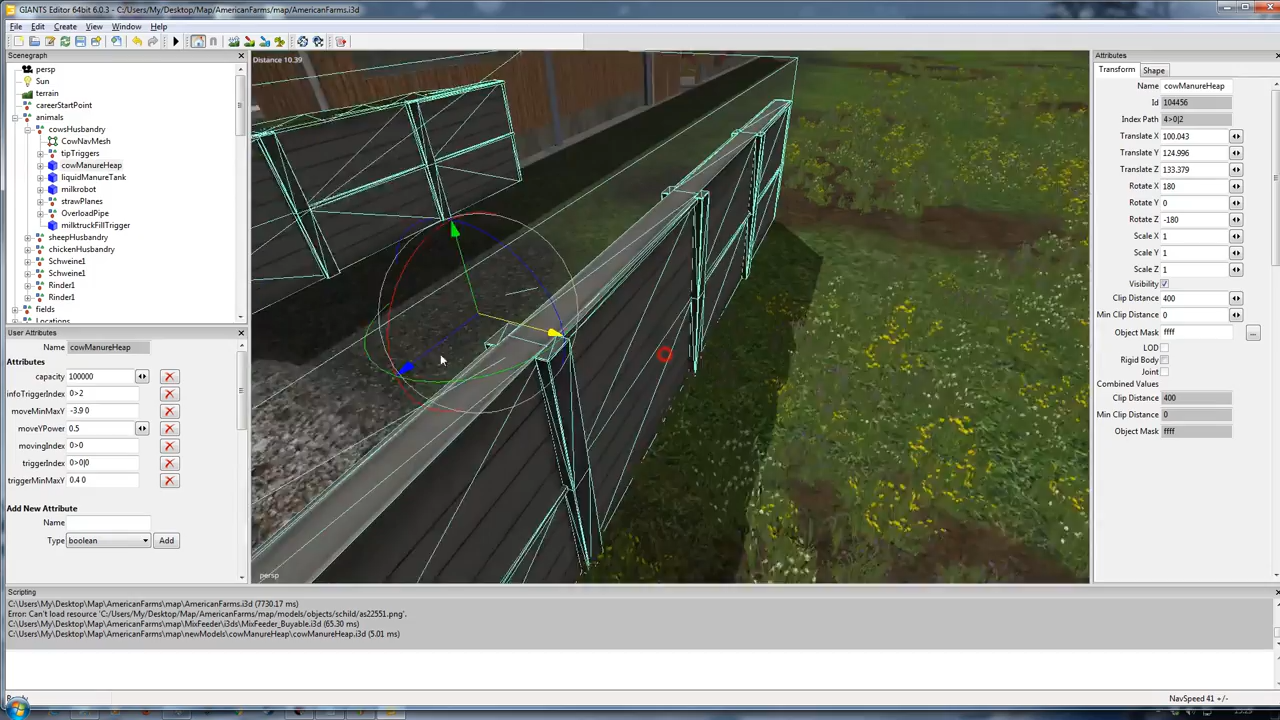 GIANTS Editor 64bit 6.0.3 - C:/Users/My/Desktop/Map/AmericanFarms/map/AmericanFarms.i3d
File Edit Create View Window Help
Scenegraph
persp
Sun
terrain
careerStartPoint
animals
cowsHusbandry
CowNavMesh
tipTriggers
cowManureHeap
liquidManureTank
milkrobot
strawPlanes
OverloadPipe
milktruckFillTrigger
sheepHusbandry
chickenHusbandry
Schweine1
Schweine1
Rinder1
Rinder1
fields
User Attributes
Name cowManureHeap
Attributes
capacity 100000
infoTriggerIndex 0>2
moveMinMaxY -3.9 0
moveYPower 0.5
movingIndex 0>0
triggerIndex 0>0|0
triggerMinMaxY 0.4 0
Add New Attribute
Name
Type boolean Add
Distance 10.39
persp
Attributes
Transform Shape
Name cowManureHeap
Id 104456
Index Path 4>0|2
Translate X 100.043
Translate Y 124.996
Translate Z 133.379
Rotate X 180
Rotate Y 0
Rotate Z -180
Scale X 1
Scale Y 1
Scale Z 1
Visibility
Clip Distance 400
Min Clip Distance 0
Object Mask ffff ...
LOD
Rigid Body
Joint
Combined Values
Clip Distance 400
Min Clip Distance 0
Object Mask ffff
Scripting
C:\Users\My\Desktop\Map\AmericanFarms\map\AmericanFarms.i3d (7730.17 ms)
Error: Can't load resource 'C:/Users/My/Desktop/Map/AmericanFarms/map/models/objects/schild/as22551.png'.
C:\Users\My\Desktop\Map\AmericanFarms\map\MixFeeder\i3ds\MixFeeder_Buyable.i3d (65.30 ms)
C:\Users\My\Desktop\Map\AmericanFarms\map\newModels\cowManureHeap\cowManureHeap.i3d (5.01 ms)
NavSpeed 41 +/-